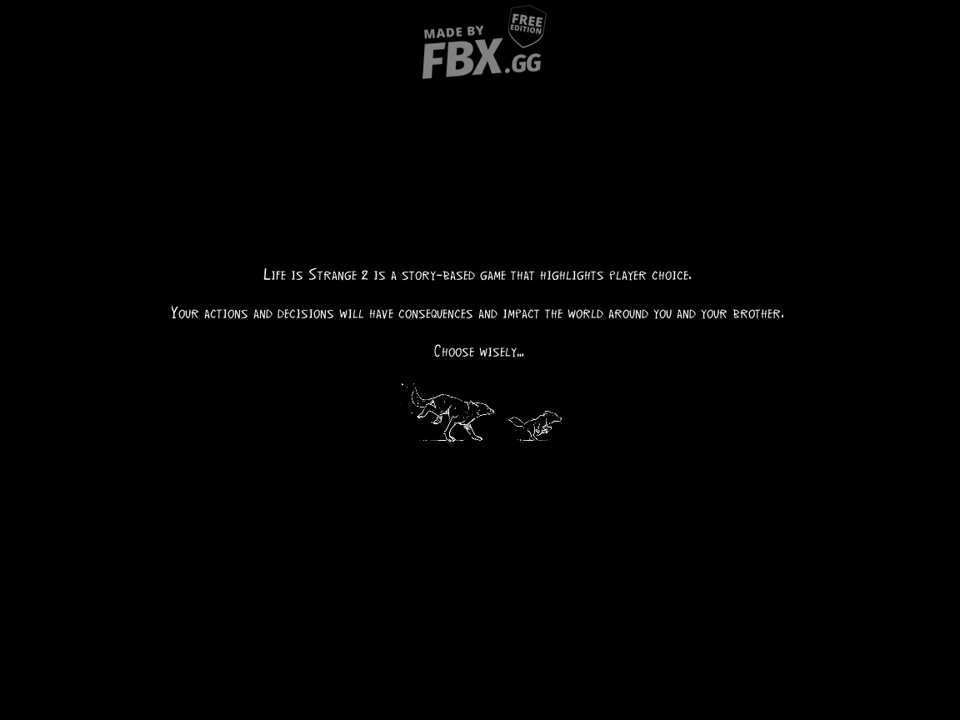 MADE BY
FREE
EDITION
FBX.GG
Life is Strange 2 is a story-based game that highlights player choice.
Your actions and decisions will have consequences and impact the world around you and your brother.
Choose wisely...